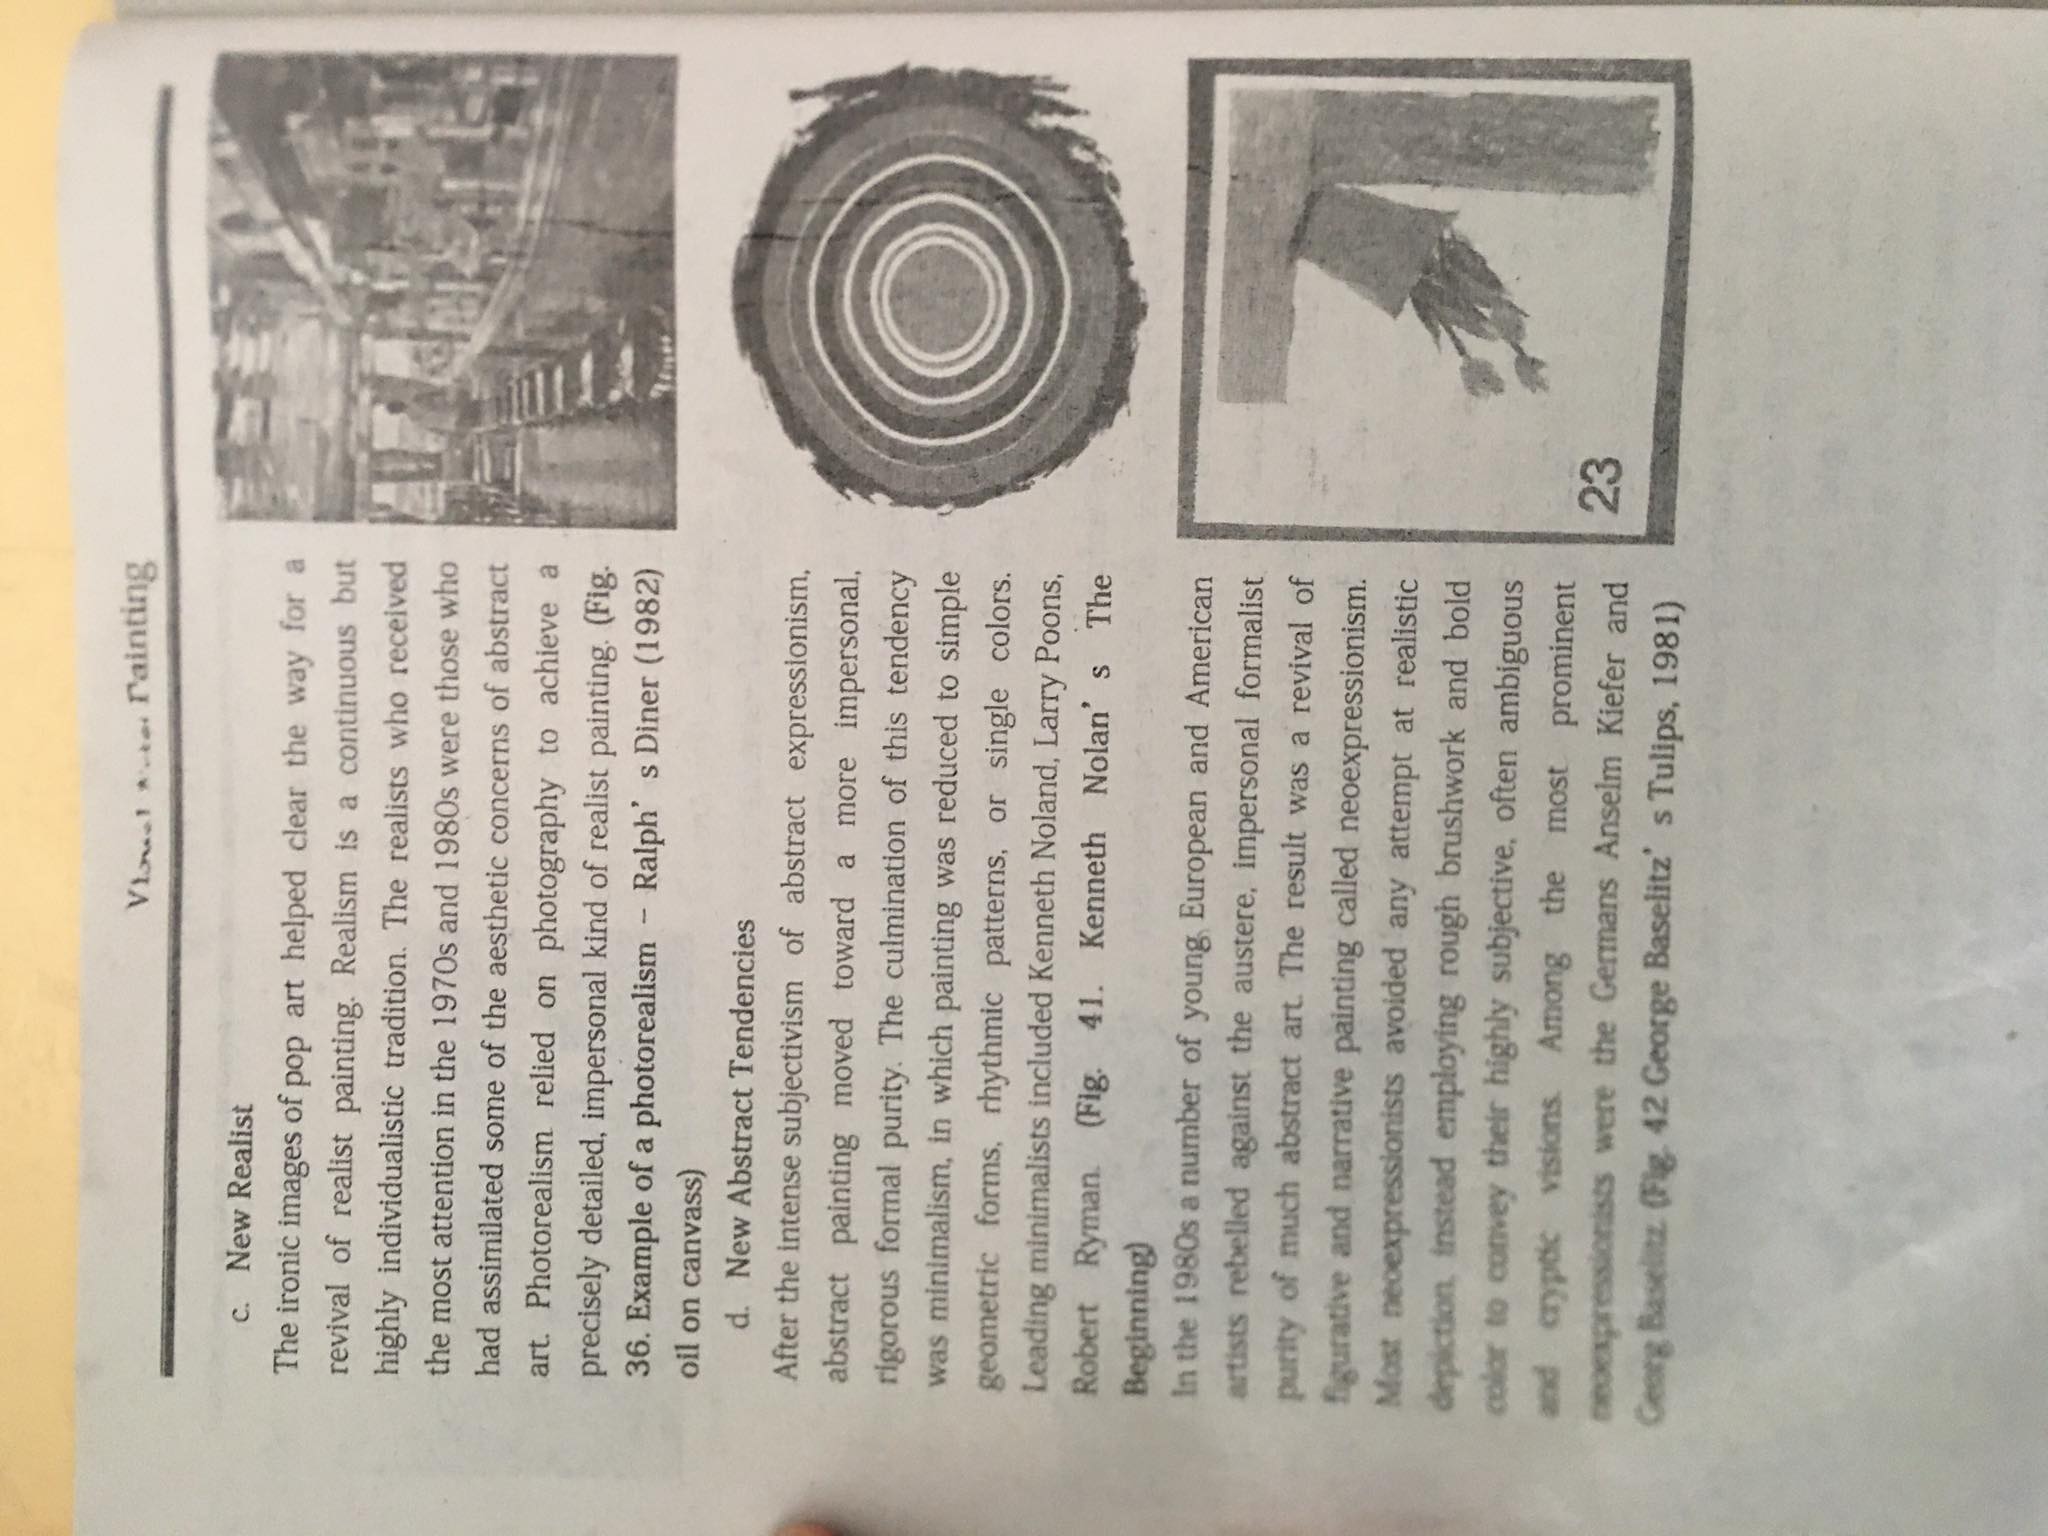 Painting
c. New Realist
The ironic images of pop art helped clear the way for a
revival of realist painting. Realism is a continuous but
highly individualistic tradition. The realists who received
the most attention in the 1970s and 1980s were those who
had assimilated some of the aesthetic concerns of abstract
art. Photorealism relied on photography to achieve a
precisely detailed, impersonal kind of realist painting. (Fig.
36. Example of a photorealism - Ralph' s Diner (1982)
oil on canvass)
d. New Abstract Tendencies
After the intense subjectivism of abstract expressionism,
abstract painting moved toward a more impersonal,
rigorous formal purity. The culmination of this tendency
was minimalism, in which painting was reduced to simple
geometric forms, rhythmic patterns, or single colors.
Leading minimalists included Kenneth Noland, Larry Poons,
Robert Ryman. (Fig. 41. Kenneth Nolan' s The
Beginning)
In the 1980s a number of young European and American
artists rebelled against the austere, impersonal formalist
purity of much abstract art. The result was a revival of
figurative and narrative painting called neoexpressionism.
Most neoexpressionists avoided any attempt at realistic
depiction, instead employing rough brushwork and bold
color to convey their highly subjective, often ambiguous
and cryptic visions. Among the most prominent
neoexpressionists were the Germans Anselm Kiefer and
Georg Baselitz. (Fig. 42 George Baselitz' s Tulips, 1981)
23